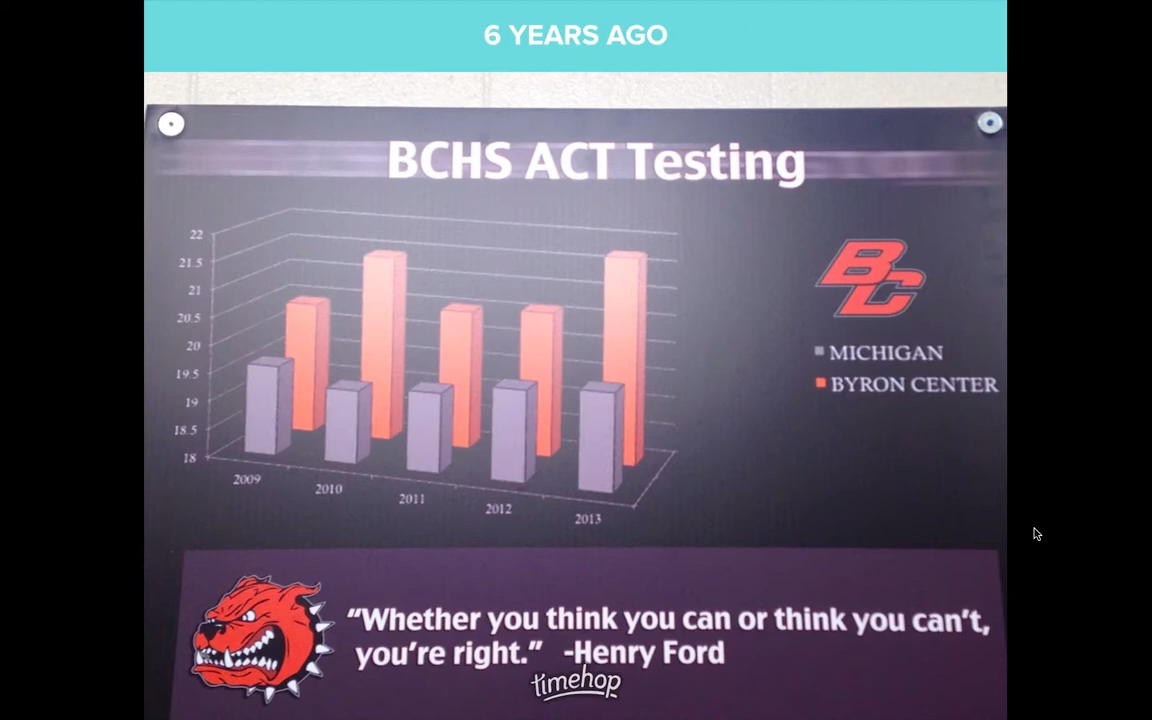 6 YEARS AGO
BCHS ACT Testing
22
21.5
21
20.5
20
19.5
19
18.5
18
2009
2010
2011
2012
2013
BC
MICHIGAN
BYRON CENTER
"Whether you think you can or think you can't,
you're right." -Henry Ford
timehop